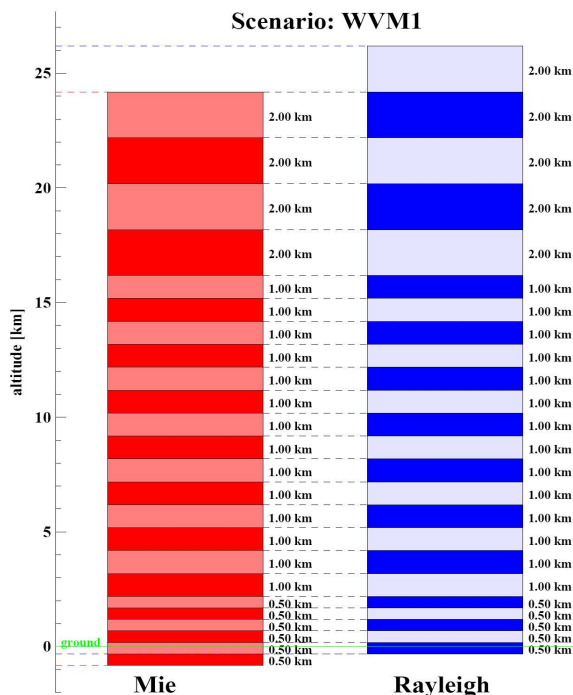 Scenario: WVM1
altitude [km]
25
2.00 km
2.00 km 2.00 km
2.00 km 2.00 km
20
2.00 km 2.00 km
2.00 km 2.00 km
1.00 km 1.00 km
15
1.00 km 1.00 km
1.00 km 1.00 km
1.00 km 1.00 km
1.00 km 1.00 km
1.00 km 1.00 km
10
1.00 km 1.00 km
1.00 km 1.00 km
1.00 km 1.00 km
1.00 km 1.00 km
1.00 km 1.00 km
5
1.00 km 1.00 km
1.00 km 1.00 km
1.00 km 1.00 km
0.50 km 0.50 km
0.50 km 0.50 km
0.50 km 0.50 km
ground 0.50 km 0.50 km
0
0.50 km 0.50 km
0.50 km
Mie Rayleigh